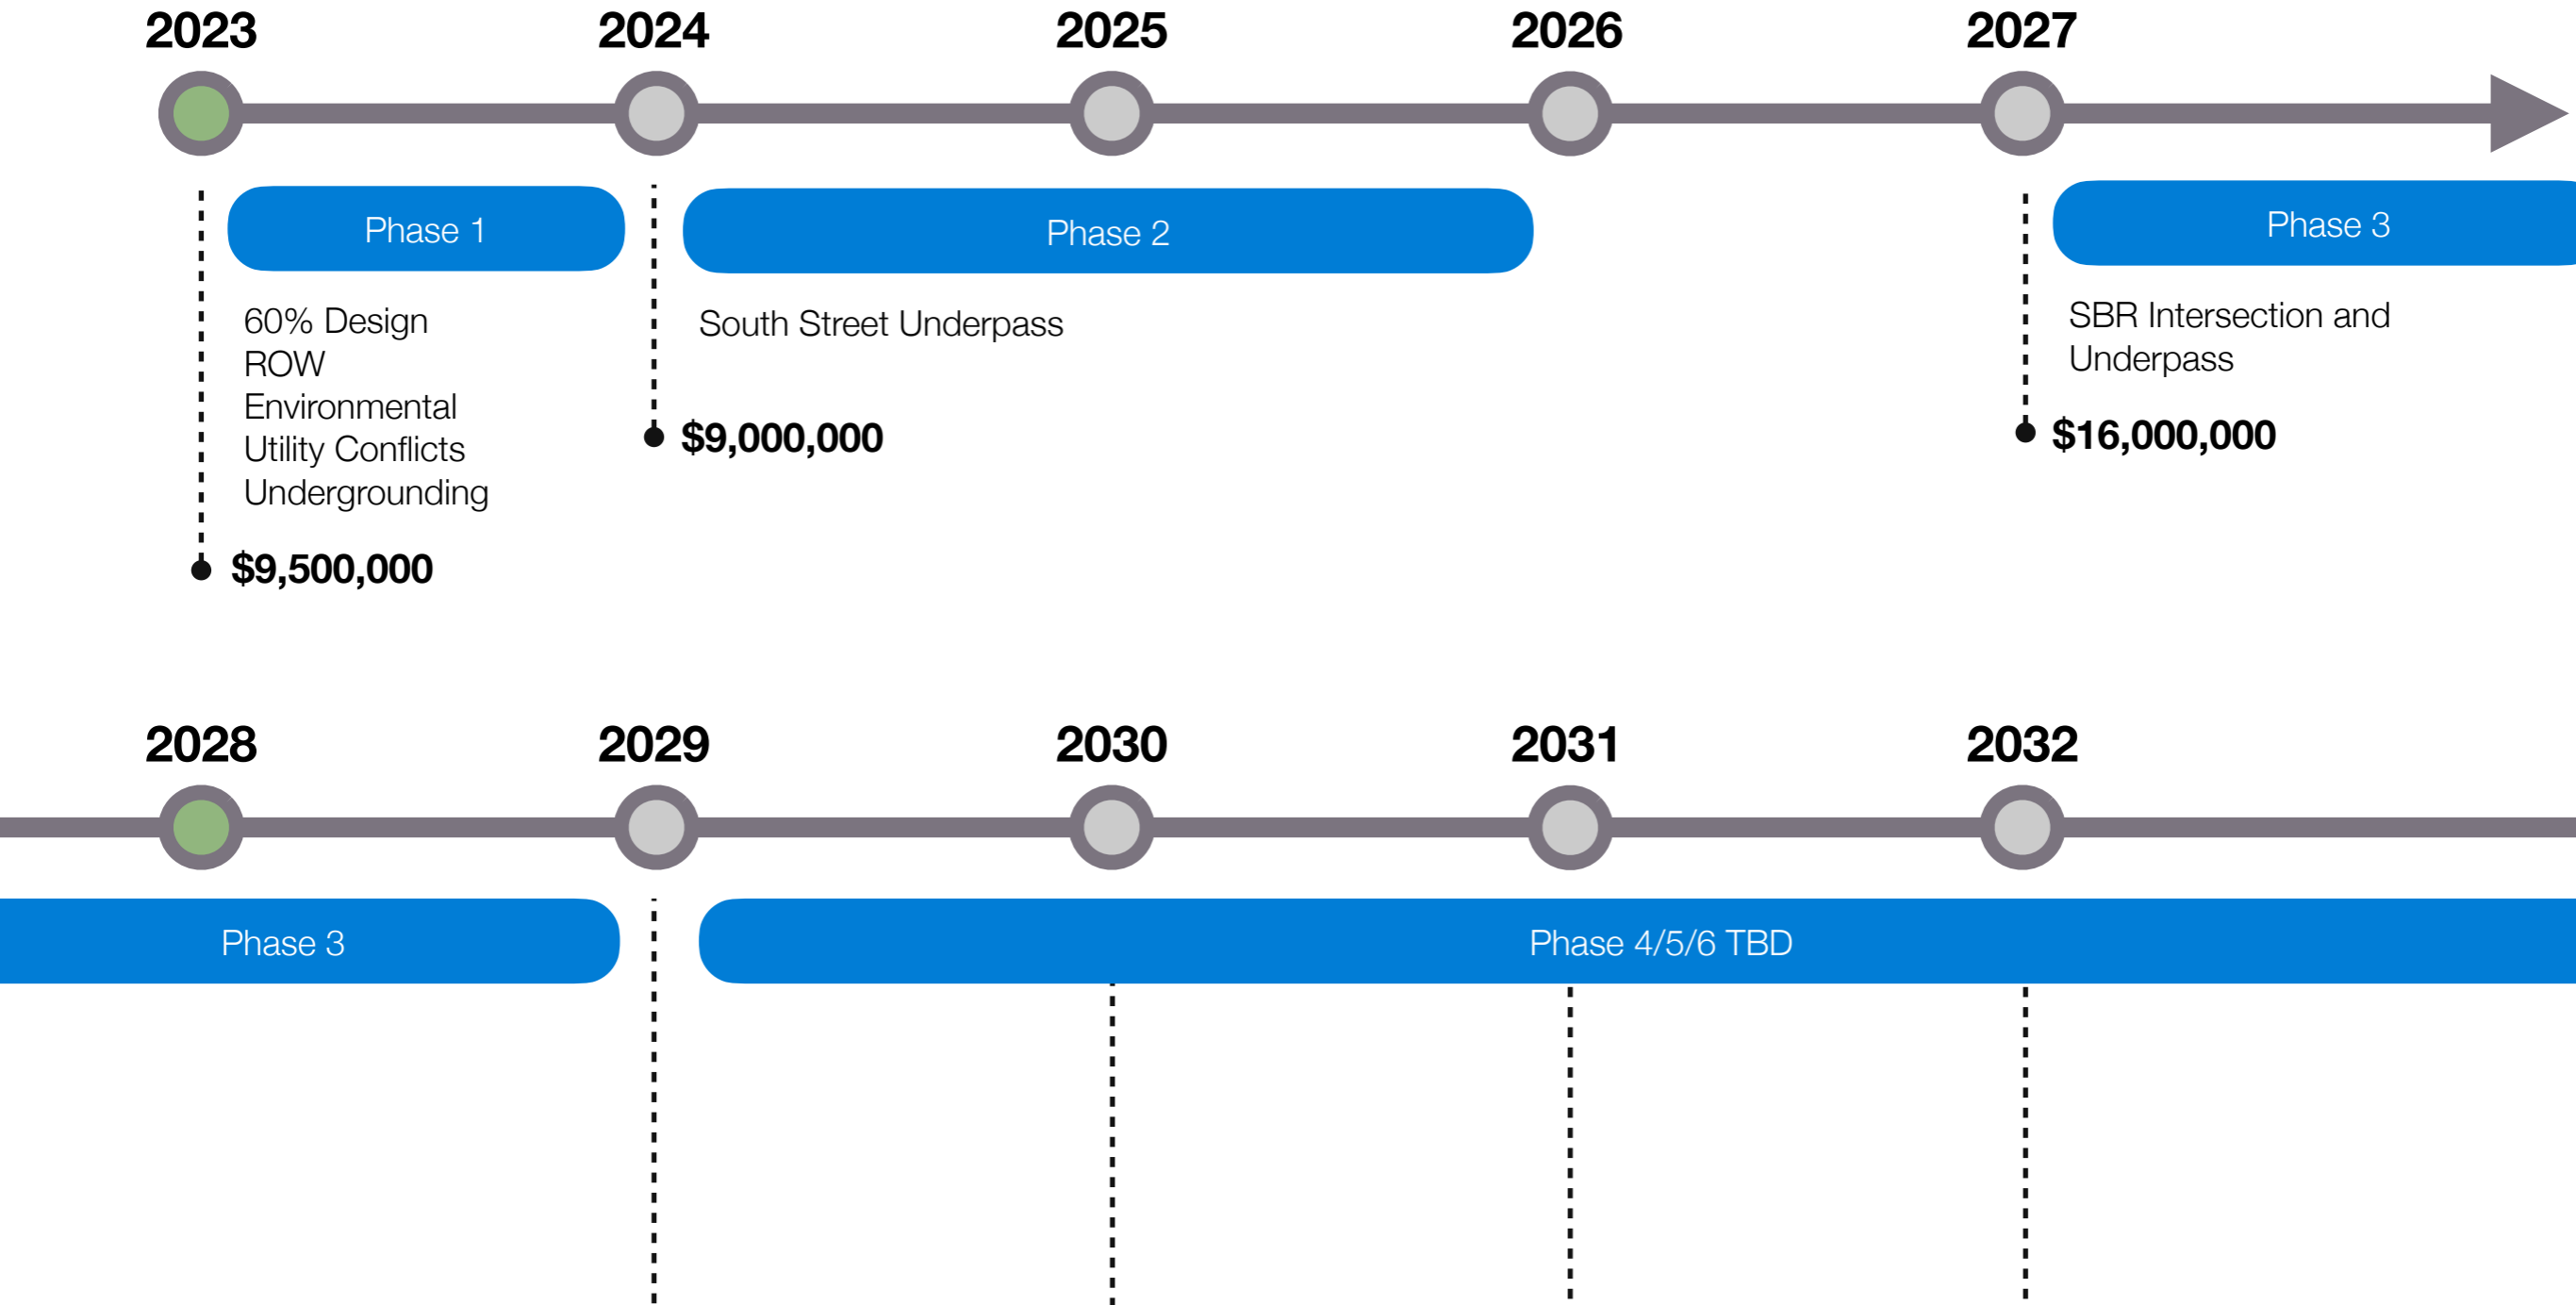 2023
2024
2025
2026
2027
Phase 1
Phase 2
Phase 3
60% Design
ROW
Environmental
Utility Conflicts
Undergrounding
$9,500,000
South Street Underpass
$9,000,000
SBR Intersection and
Underpass
$16,000,000
2028
2029
2030
2031
2032
Phase 3
Phase 4/5/6 TBD